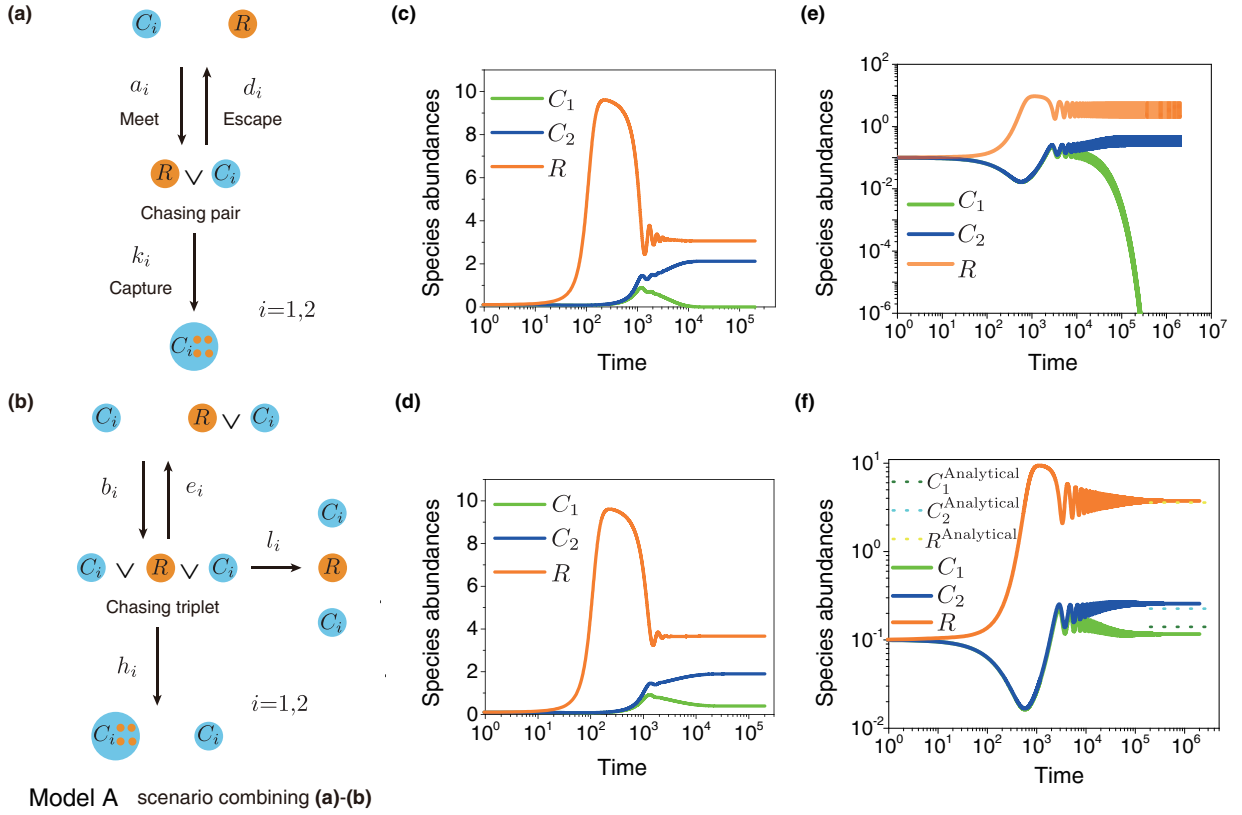 (a)
C_i R
a_i d_i
Meet Escape
R ∨ C_i
Chasing pair
k_i
Capture
i=1,2
C_i
(b)
C_i R ∨ C_i
b_i e_i
C_i
l_i
C_i ∨ R ∨ C_i R
Chasing triplet
C_i
h_i
i=1,2
C_i C_i
Model A scenario combining (a)-(b)
(c)
Species abundances
10
8
6
4
2
0
C_1
C_2
R
10^0 10^1 10^2 10^3 10^4 10^5
Time
(d)
Species abundances
10
8
6
4
2
0
C_1
C_2
R
10^0 10^1 10^2 10^3 10^4 10^5
Time
(e)
Species abundances
10^2
10^0
10^-2
10^-4
10^-6
C_1
C_2
R
10^0 10^1 10^2 10^3 10^4 10^5 10^6 10^7
Time
(f)
Species abundances
10^1
10^0
10^-1
10^-2
C_1^Analytical
C_2^Analytical
R^Analytical
C_1
C_2
R
10^0 10^1 10^2 10^3 10^4 10^5 10^6
Time